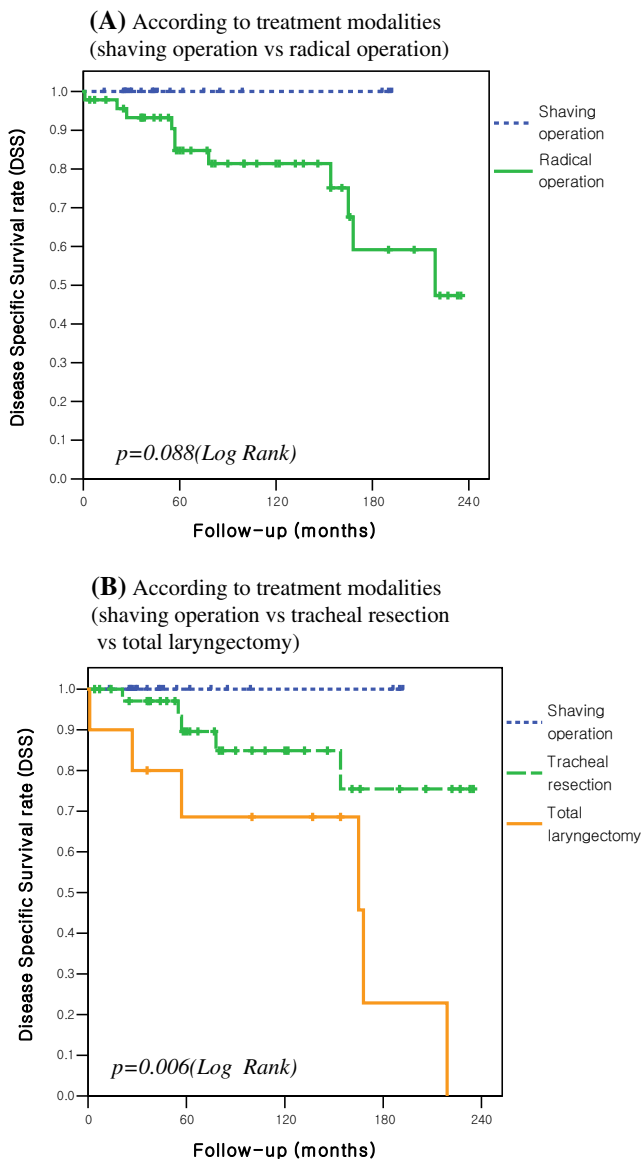 (A) According to treatment modalities
(shaving operation vs radical operation)
Disease Specific Survival rate (DSS)
1.0
0.9
0.8
0.7
0.6
0.5
0.4
0.3
0.2
0.1
0.0
p=0.088(Log Rank)
0 60 120 180 240
Follow-up (months)
Shaving
operation
Radical
operation
(B) According to treatment modalities
(shaving operation vs tracheal resection
vs total laryngectomy)
Disease Specific Survival rate (DSS)
1.0
0.9
0.8
0.7
0.6
0.5
0.4
0.3
0.2
0.1
0.0
p=0.006(Log Rank)
0 60 120 180 240
Follow-up (months)
Shaving
operation
Tracheal
resection
Total
laryngectomy